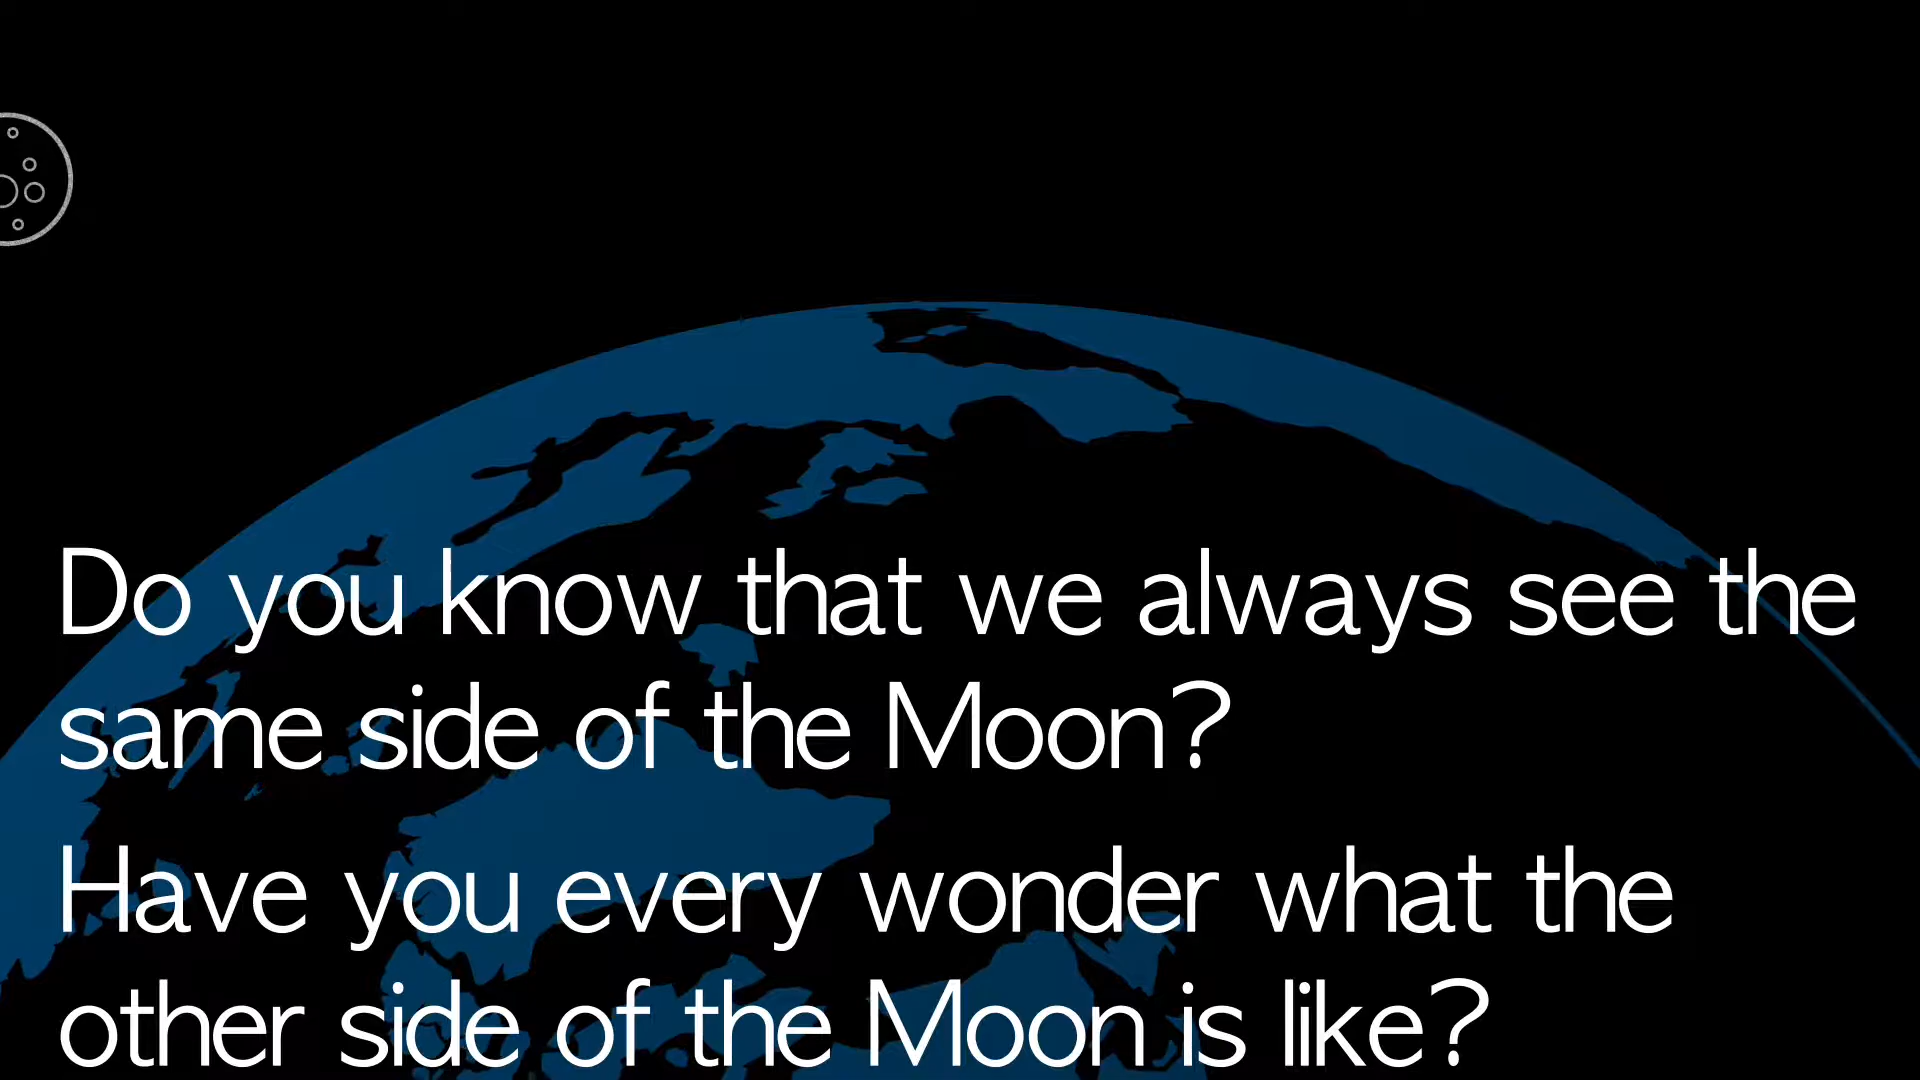 Do you know that we always see the
same side of the Moon?
Have you every wonder what the
other side of the Moon is like?